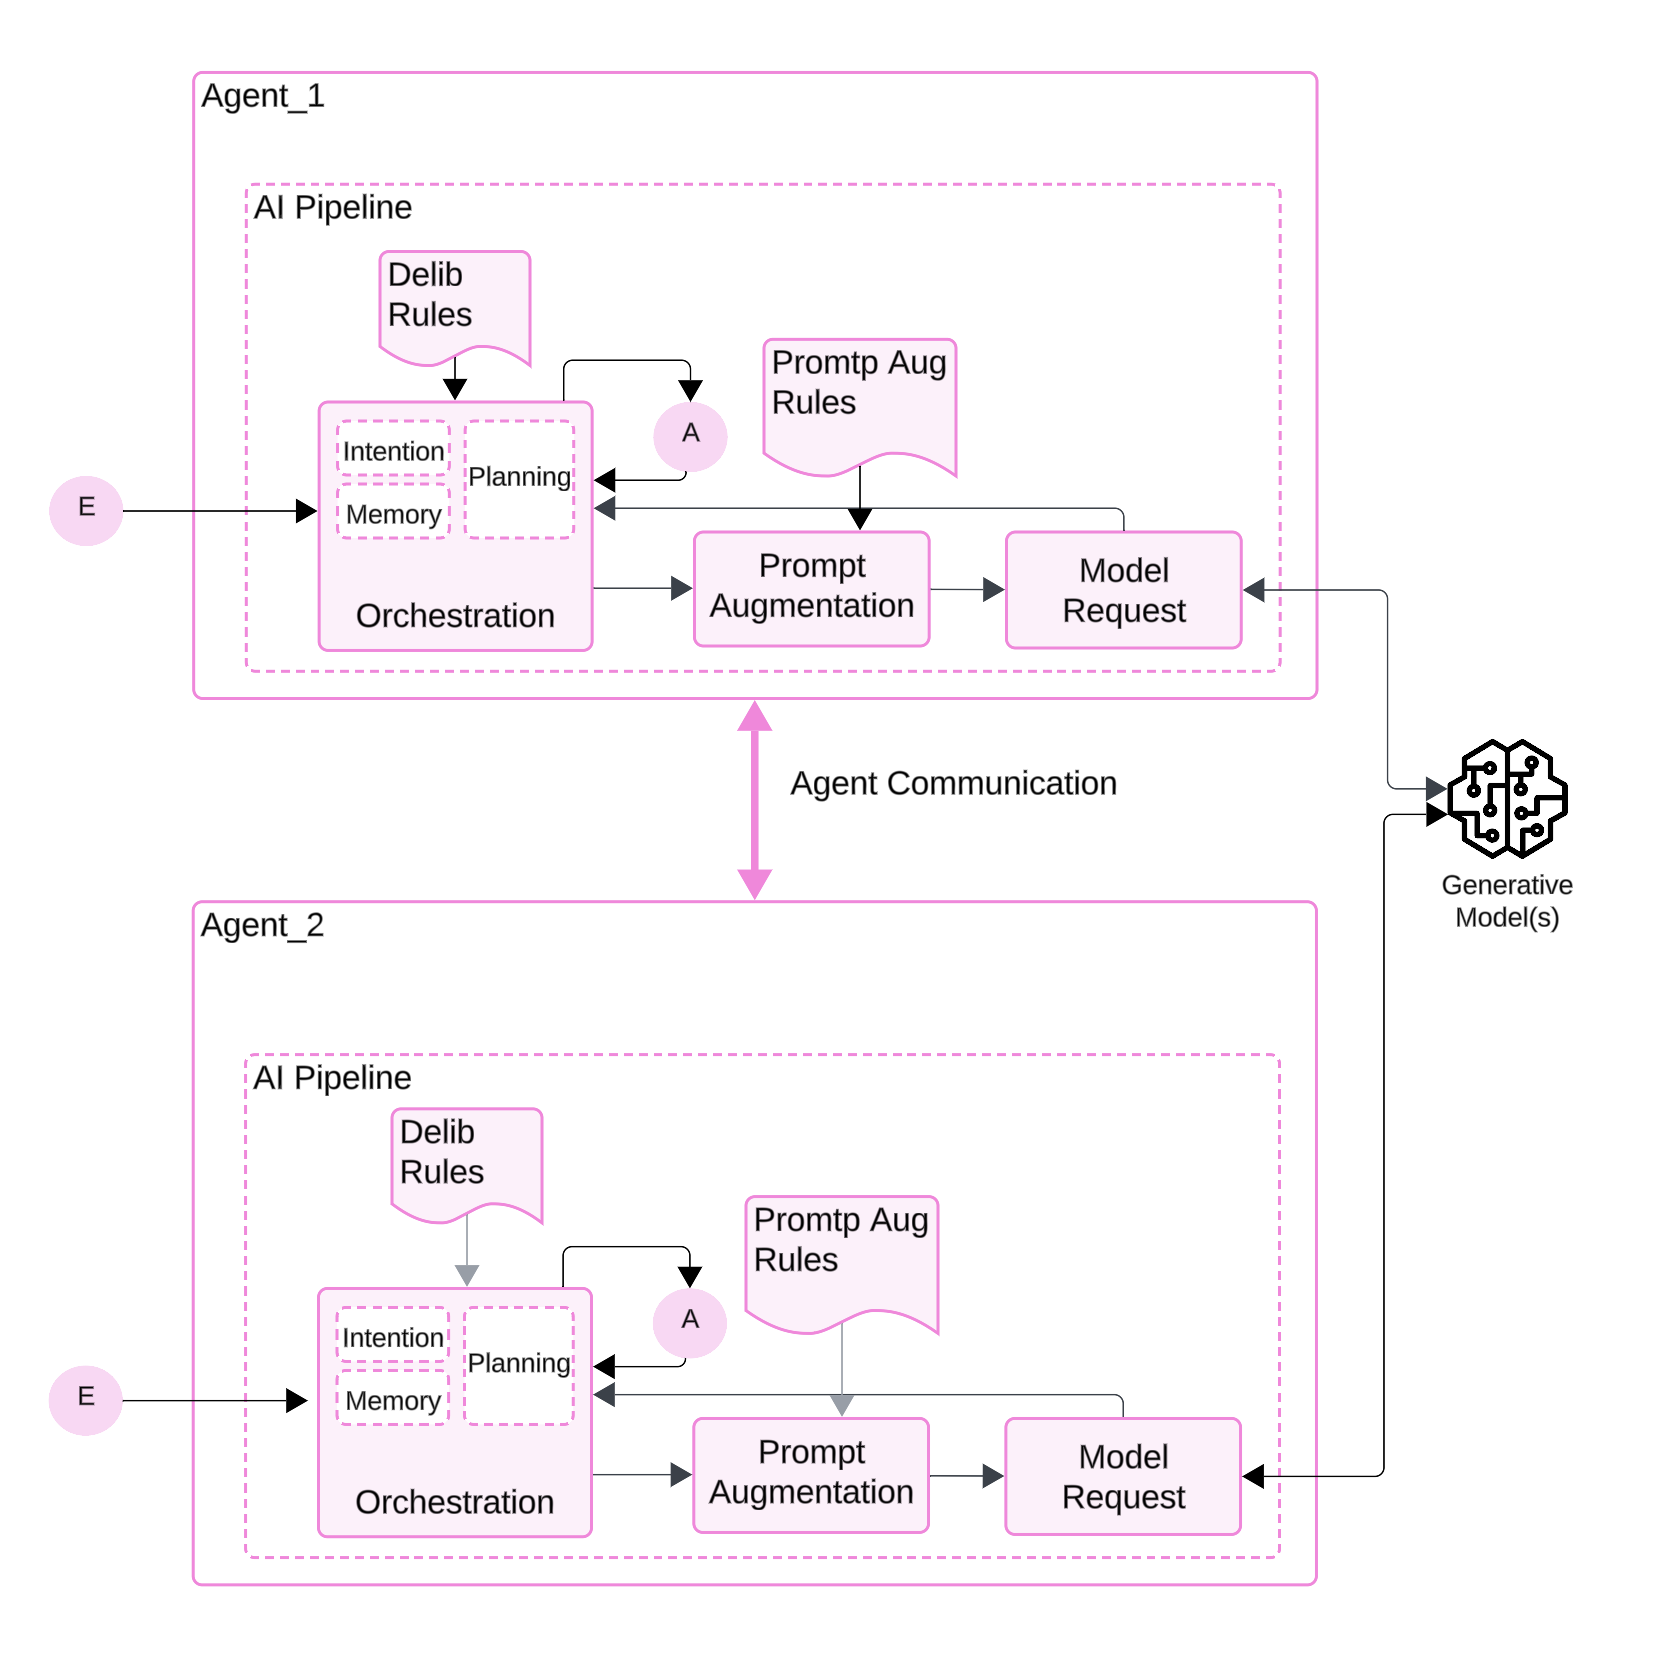 Agent_1
AI Pipeline
Delib
Rules
Promtp Aug
Rules
A
Intention
Planning
Memory
E
Prompt
Augmentation
Model
Request
Orchestration
Agent Communication
Generative
Model(s)
Agent_2
AI Pipeline
Delib
Rules
Promtp Aug
Rules
A
Intention
Planning
Memory
E
Prompt
Augmentation
Model
Request
Orchestration